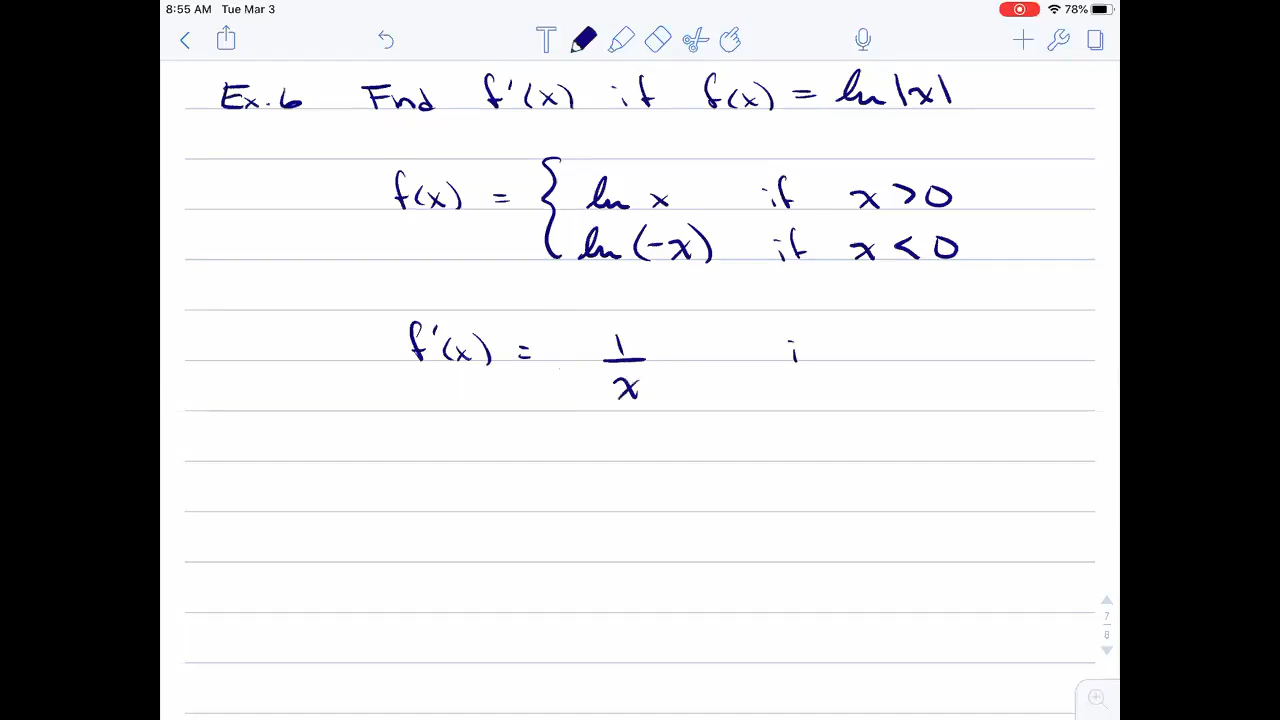 8:55 AM Tue Mar 3 78%
Ex. 6 Find f'(x) if f(x) = ln |x|
f(x) = { ln x if x > 0
ln (-x) if x < 0
f'(x) = 1/x i
7
8